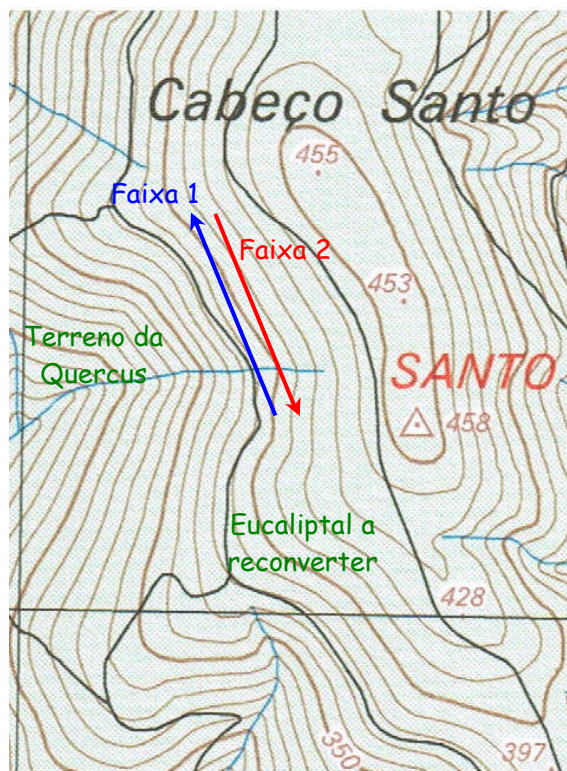 Cabeço Santo
455
Faixa 1
Faixa 2
453
Terreno da
Quercus
SANTO
458
Eucaliptal a
reconverter
428
350
397